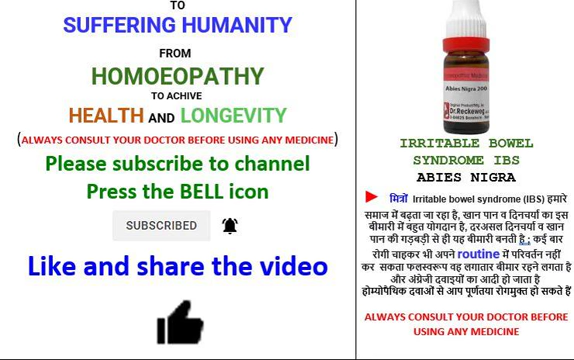 TO
SUFFERING HUMANITY
FROM
HOMOEOPATHY
TO ACHIVE
HEALTH AND LONGEVITY
(ALWAYS CONSULT YOUR DOCTOR BEFORE USING ANY MEDICINE)
Please subscribe to channel
Press the BELL icon
SUBSCRIBED
Like and share the video
Abies Nigra 200
Dr.Reckeweg
IRRITABLE BOWEL
SYNDROME IBS
ABIES NIGRA
मित्रों Irritable bowel syndrome (IBS) हमारे
समाज में बढ़ता जा रहा है, खान पान व दिनचर्या का इस
बीमारी में बहुत योगदान है, दरअसल दिनचर्या व खान
पान की गड़बड़ी से ही यह बीमारी बनती है ; कई बार
रोगी चाहकर भी अपने routine में परिवर्तन नहीं
कर सकता फलस्वरूप वह लगातार बीमार रहने लगता है
और अंग्रेजी दवाइयों का आदी हो जाता है
होम्योपैथिक दवाओं से आप पूर्णतया रोगमुक्त हो सकते हैं
ALWAYS CONSULT YOUR DOCTOR BEFORE
USING ANY MEDICINE